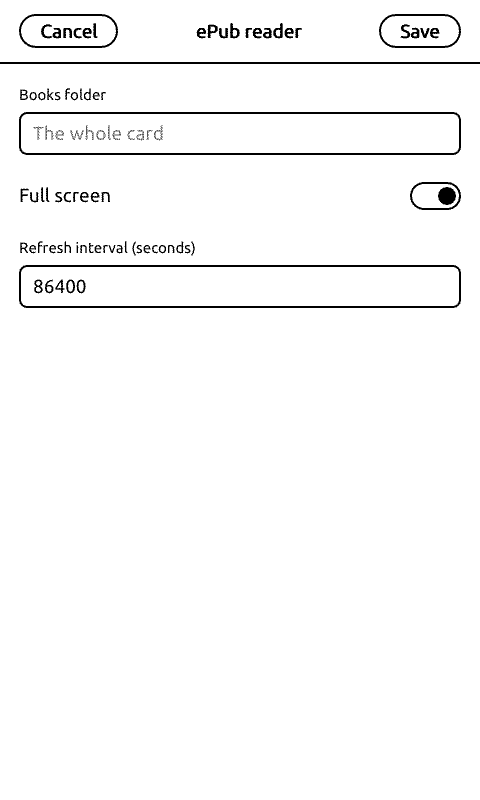 Cancel
ePub reader
Save
Books folder
The whole card
Full screen
Refresh interval (seconds)
86400